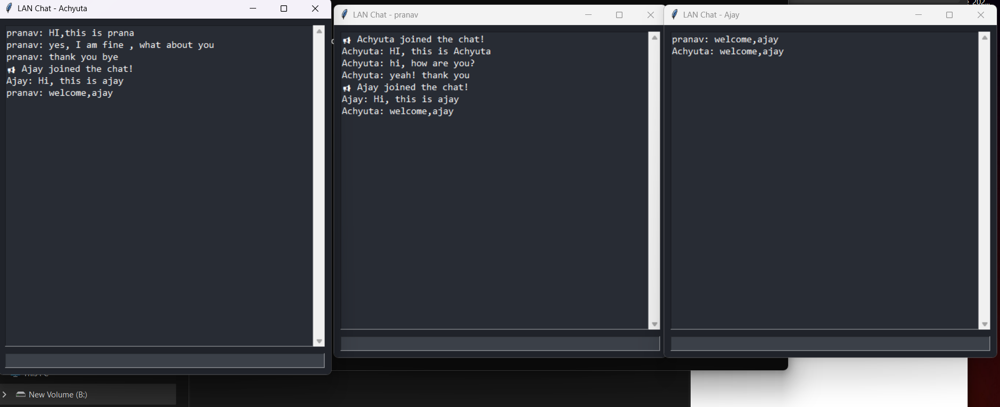 LAN Chat - Achyuta
pranav: HI,this is prana
pranav: yes, I am fine , what about you
pranav: thank you bye
Ajay joined the chat!
Ajay: Hi, this is ajay
pranav: welcome,ajay
LAN Chat - pranav
Achyuta joined the chat!
Achyuta: HI, this is Achyuta
Achyuta: hi, how are you?
Achyuta: yeah! thank you
Ajay joined the chat!
Ajay: Hi, this is ajay
Achyuta: welcome,ajay
LAN Chat - Ajay
pranav: welcome,ajay
Achyuta: welcome,ajay
This PC
New Volume (B:)